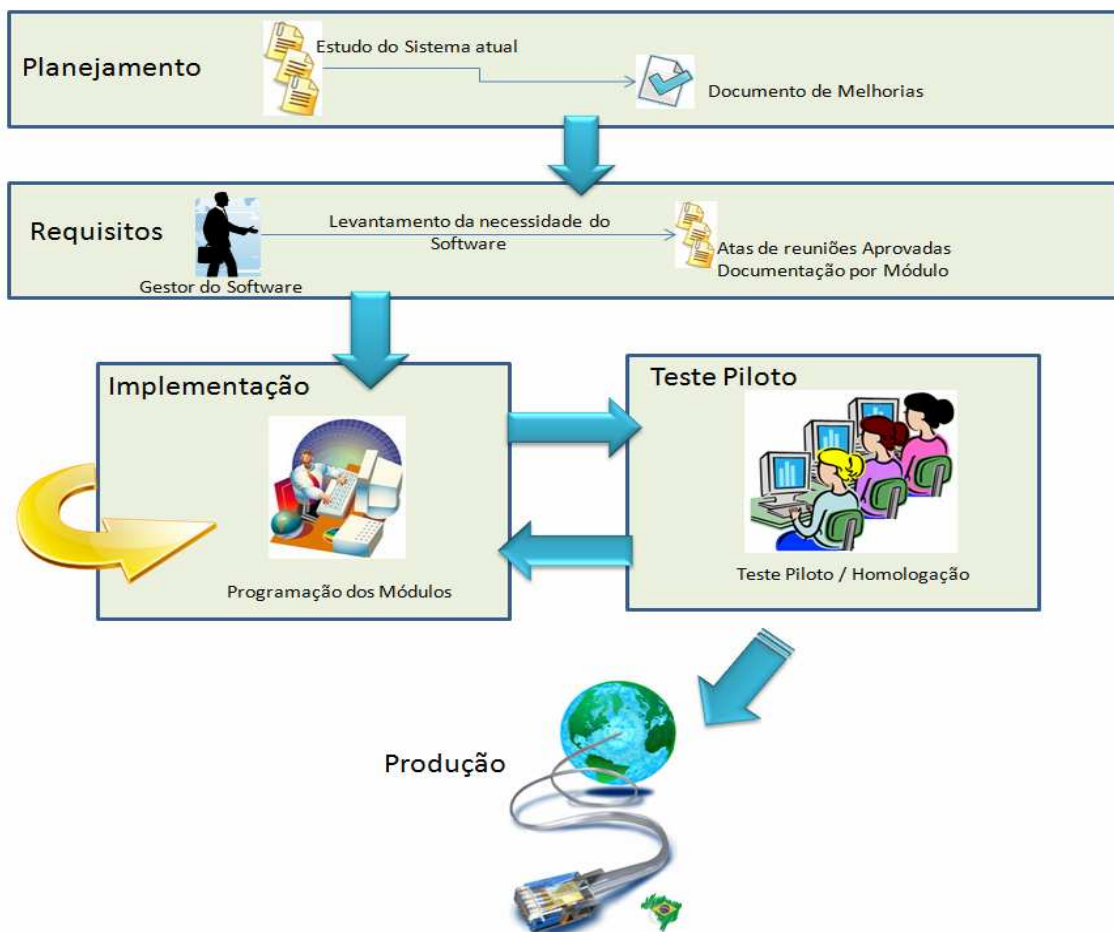 Planejamento
Estudo do Sistema atual
Documento de Melhorias
Requisitos
Gestor do Software
Levantamento da necessidade do
Software
Atas de reuniões Aprovadas
Documentação por Módulo
Implementação
Programação dos Módulos
Teste Piloto
Teste Piloto / Homologação
Produção